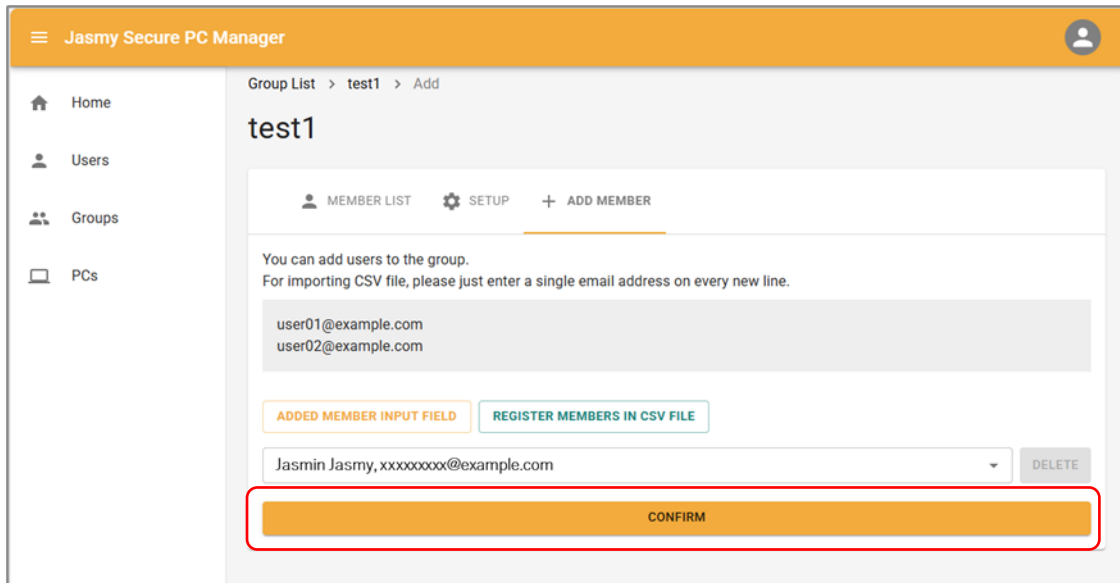 Jasmy Secure PC Manager
Home
Users
Groups
PCs
Group List > test1 > Add
test1
MEMBER LIST SETUP + ADD MEMBER
You can add users to the group.
For importing CSV file, please just enter a single email address on every new line.
user01@example.com
user02@example.com
ADDED MEMBER INPUT FIELD REGISTER MEMBERS IN CSV FILE
Jasmin Jasmy, xxxxxxxxx@example.com DELETE
CONFIRM